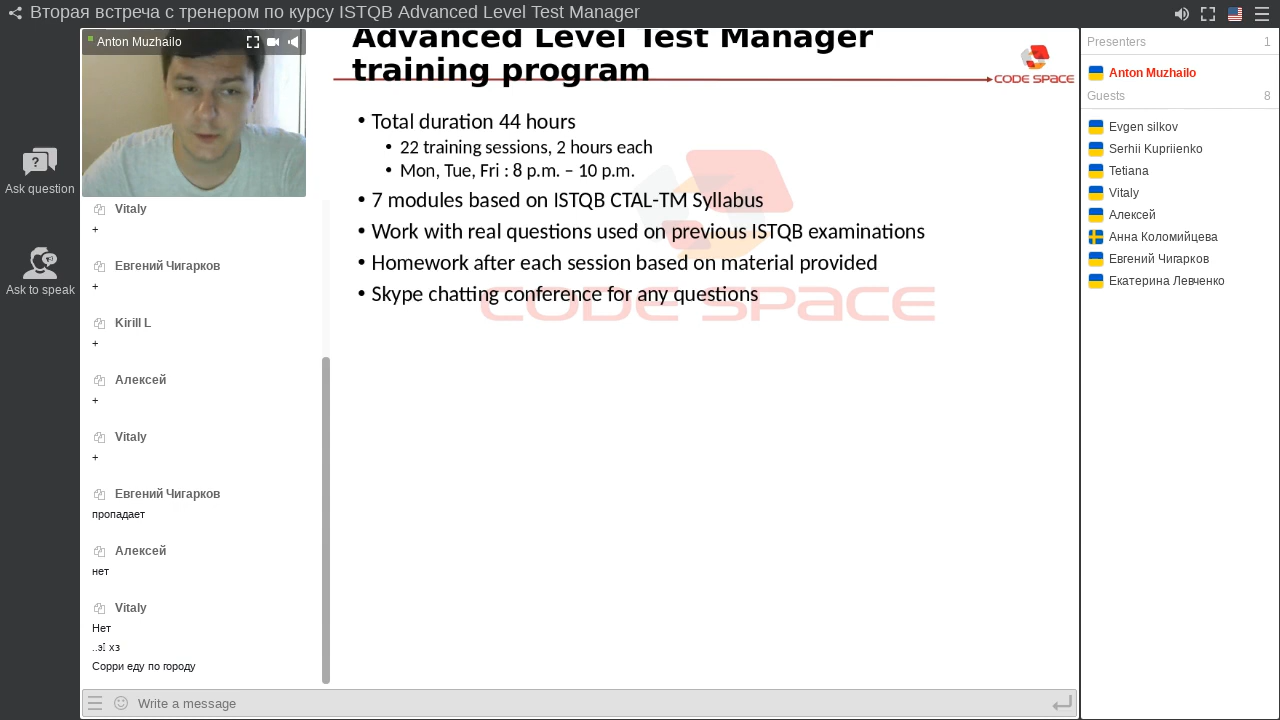 Вторая встреча с тренером по курсу ISTQB Advanced Level Test Manager
Ask question
Ask to speak
Anton Muzhailo
Vitaly
+
Евгений Чигарков
+
Kirill L
+
Алексей
+
Vitaly
+
Евгений Чигарков
пропадает
Алексей
нет
Vitaly
Нет
Сорри еду по городу
Write a message
Advanced Level Test Manager
training program
CODE SPACE
• Total duration 44 hours
• 22 training sessions, 2 hours each
• Mon, Tue, Fri : 8 p.m. – 10 p.m.
• 7 modules based on ISTQB CTAL-TM Syllabus
• Work with real questions used on previous ISTQB examinations
• Homework after each session based on material provided
• Skype chatting conference for any questions
CODE SPACE
Presenters 1
Anton Muzhailo
Guests 8
Evgen silkov
Serhii Kupriienko
Tetiana
Vitaly
Алексей
Анна Коломийцева
Евгений Чигарков
Екатерина Левченко